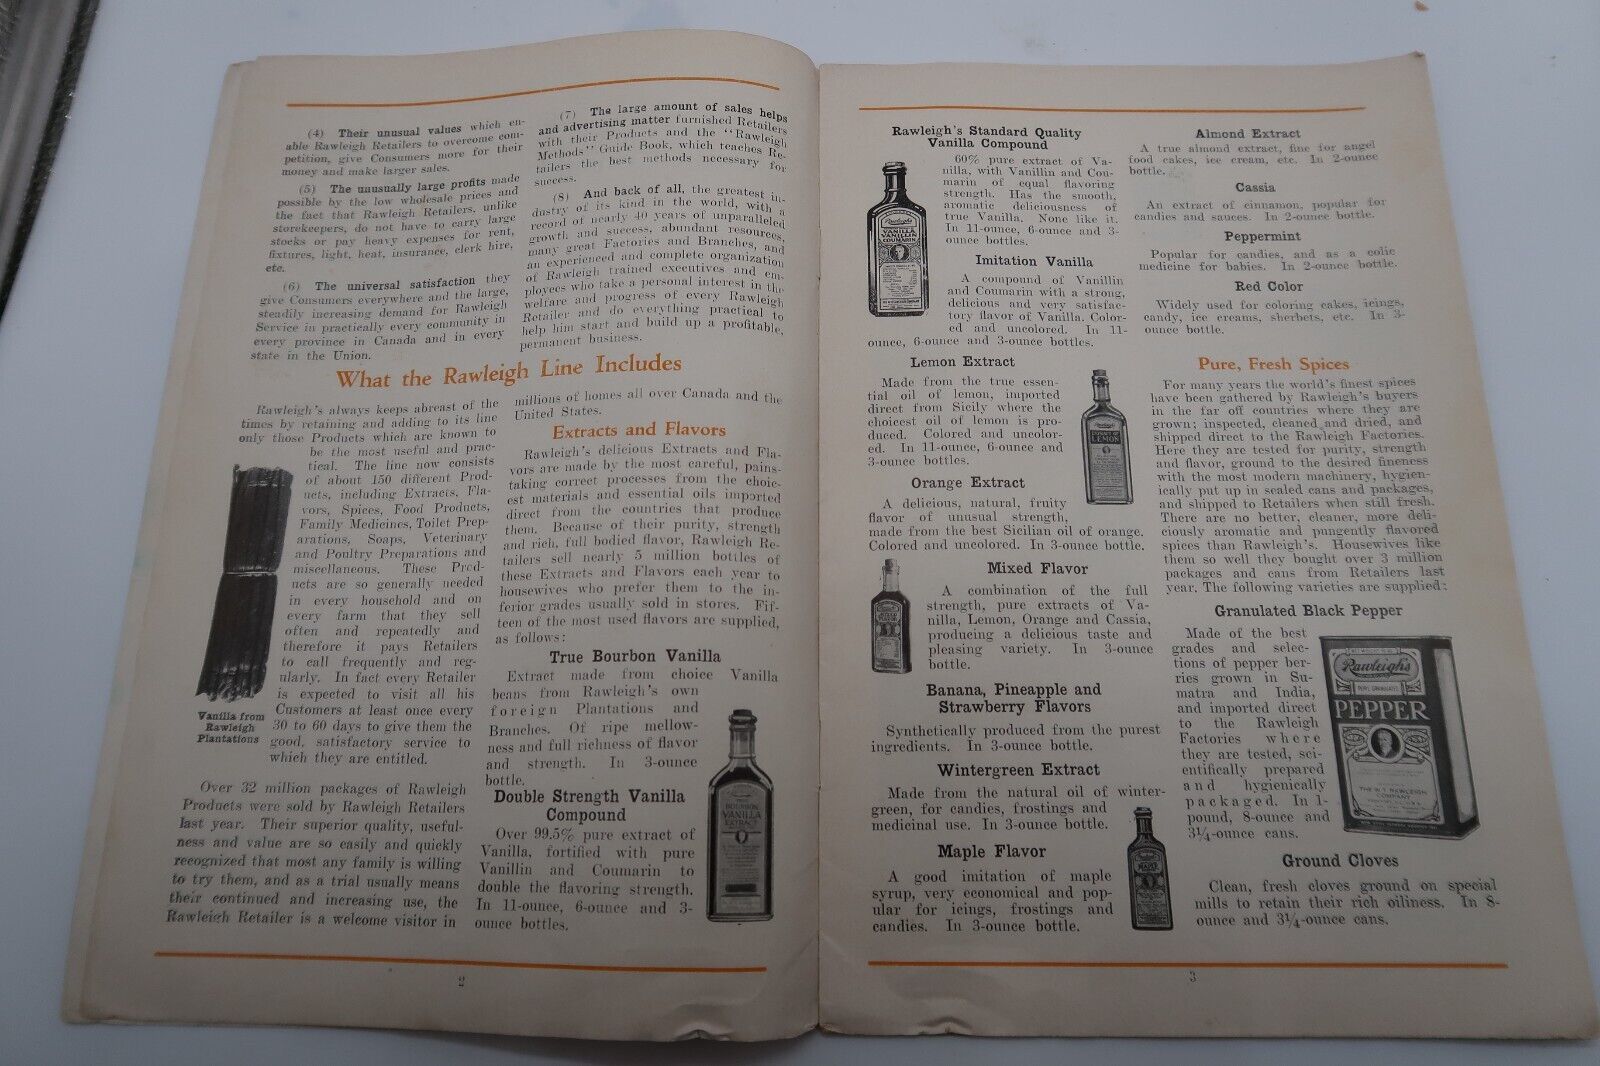 (4) Their unusual values which en-
able Rawleigh Retailers to overcome com-
petition, give Consumers more for their
money and make larger sales.
(5) The unusually large profits made
possible by the low wholesale prices and
the fact that Rawleigh Retailers, unlike
storekeepers, do not have to carry large
stocks or pay heavy expenses for rent,
fixtures, light, heat, insurance, clerk hire,
etc.
(6) The universal satisfaction they
give Consumers everywhere and the large,
steadily increasing demand for Rawleigh
Service in practically every community in
every province in Canada and in every
state in the Union.
(7) The large amount of sales helps
and advertising matter furnished Retailers
with their Products and the "Rawleigh
Methods" Guide Book, which teaches Re-
tailers the best methods necessary for
success.
(8) And back of all, the greatest in-
dustry of its kind in the world, with a
record of nearly 40 years of unparalleled
growth and success, abundant resources,
many great Factories and Branches, and
an experienced and complete organization
of Rawleigh trained executives and em-
ployees who take a personal interest in the
welfare and progress of every Rawleigh
Retailer and do everything practical to
help him start and build up a profitable,
permanent business.
What the Rawleigh Line Includes
Rawleigh's always keeps abreast of the
times by retaining and adding to its line
only those Products which are known to
be the most useful and prac-
tical. The line now consists
of about 150 different Prod-
ucts, including Extracts, Fla-
vors, Spices, Food Products,
Family Medicines, Toilet Prep-
arations, Soaps, Veterinary
and Poultry Preparations and
miscellaneous. These Prod-
ucts are so generally needed
in every household and on
every farm that they sell
often and repeatedly and
therefore it pays Retailers
to call frequently and reg-
ularly. In fact every Retailer
is expected to visit all his
Customers at least once every
30 to 60 days to give them the
good, satisfactory service to
which they are entitled.
Vanilla from
Rawleigh
Plantations
Over 32 million packages of Rawleigh
Products were sold by Rawleigh Retailers
last year. Their superior quality, useful-
ness and value are so easily and quickly
recognized that most any family is willing
to try them, and as a trial usually means
their continued and increasing use, the
Rawleigh Retailer is a welcome visitor in
millions of homes all over Canada and the
United States.
Extracts and Flavors
Rawleigh's delicious Extracts and Fla-
vors are made by the most careful, pains-
taking correct processes from the choic-
est materials and essential oils imported
direct from the countries that produce
them. Because of their purity, strength
and rich, full bodied flavor, Rawleigh Re-
tailers sell nearly 5 million bottles of
these Extracts and Flavors each year to
housewives who prefer them to the in-
ferior grades usually sold in stores. Fif-
teen of the most used flavors are supplied,
as follows:
True Bourbon Vanilla
Extract made from choice Vanilla
beans from Rawleigh's own
foreign Plantations and
Branches. Of ripe mellow-
ness and full richness of flavor
and strength. In 3-ounce
bottle.
Double Strength Vanilla
Compound
Over 99.5% pure extract of
Vanilla, fortified with pure
Vanillin and Coumarin to
double the flavoring strength.
In 11-ounce, 6-ounce and 3-
ounce bottles.
BOURBON
VANILLA
EXTRACT
2
Rawleigh's Standard Quality
Vanilla Compound
60% pure extract of Va-
nilla, with Vanillin and Cou-
marin of equal flavoring
strength. Has the smooth,
aromatic deliciousness of
true Vanilla. None like it.
In 11-ounce, 6-ounce and 3-
ounce bottles.
Rawleigh's
VANILLA
VANILLIN
COUMARIN
Imitation Vanilla
A compound of Vanillin
and Coumarin with a strong,
delicious and very satisfac-
tory flavor of Vanilla. Color-
ed and uncolored. In 11-
ounce, 6-ounce and 3-ounce bottles.
Lemon Extract
Made from the true essen-
tial oil of lemon, imported
direct from Sicily where the
choicest oil of lemon is pro-
duced. Colored and uncolor-
ed. In 11-ounce, 6-ounce and
3-ounce bottles.
LEMON
Orange Extract
A delicious, natural, fruity
flavor of unusual strength,
made from the best Sicilian oil of orange.
Colored and uncolored. In 3-ounce bottle.
Mixed Flavor
A combination of the full
strength, pure extracts of Va-
nilla, Lemon, Orange and Cassia,
producing a delicious taste and
pleasing variety. In 3-ounce
bottle.
Banana, Pineapple and
Strawberry Flavors
Synthetically produced from the purest
ingredients. In 3-ounce bottle.
Wintergreen Extract
Made from the natural oil of winter-
green, for candies, frostings and
medicinal use. In 3-ounce bottle.
Maple Flavor
A good imitation of maple
syrup, very economical and pop-
ular for icings, frostings and
candies. In 3-ounce bottle.
MAPLE
Almond Extract
A true almond extract, fine for angel
food cakes, ice cream, etc. In 2-ounce
bottle.
Cassia
An extract of cinnamon, popular for
candies and sauces. In 2-ounce bottle.
Peppermint
Popular for candies, and as a colic
medicine for babies. In 2-ounce bottle.
Red Color
Widely used for coloring cakes, icings,
candy, ice creams, sherbets, etc. In 3-
ounce bottle.
Pure, Fresh Spices
For many years the world's finest spices
have been gathered by Rawleigh's buyers
in the far off countries where they are
grown; inspected, cleaned and dried, and
shipped direct to the Rawleigh Factories.
Here they are tested for purity, strength
and flavor, ground to the desired fineness
with the most modern machinery, hygien-
ically put up in sealed cans and packages,
and shipped to Retailers when still fresh.
There are no better, cleaner, more deli-
ciously aromatic and pungently flavored
spices than Rawleigh's. Housewives like
them so well they bought over 3 million
packages and cans from Retailers last
year. The following varieties are supplied:
Granulated Black Pepper
Made of the best
grades and selec-
tions of pepper ber-
ries grown in Su-
matra and India,
and imported direct
to the Rawleigh
Factories where
they are tested, sci-
entifically prepared
and hygienically
packaged. In 1-
pound, 8-ounce and
3¼-ounce cans.
Rawleigh's
PURE GRANULATED
PEPPER
THE W.T. RAWLEIGH
COMPANY
Ground Cloves
Clean, fresh cloves ground on special
mills to retain their rich oiliness. In 8-
ounce and 3¼-ounce cans.
3